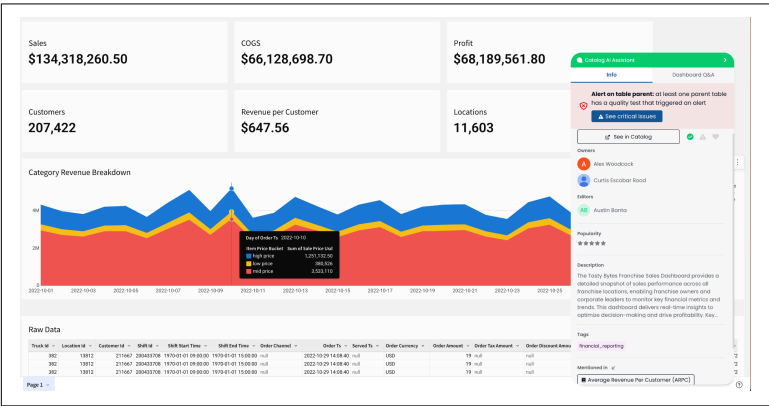 Sales
$134,318,260.50
COGS
$66,128,698.70
Profit
$68,189,561.80
Customers
207,422
Revenue per Customer
$647.56
Locations
11,603
Category Revenue Breakdown
4M
2M
0
Day of Order Ts 2022-10-10
Item Price Bucket Sum of Sale Price Usd
high price 1,251,132.50
low price 380,526
mid price 3,533,110
2022-10-01 2022-10-03 2022-10-05 2022-10-07 2022-10-09 2022-10-11 2022-10-13 2022-10-15 2022-10-17 2022-10-19 2022-10-21 2022-10-23 2022-10-25
Raw Data
Truck Id Location Id Customer Id Shift Id Shift Start Time Shift End Time Order Channel Order Ts Served Ts Order Currency Order Amount Order Tax Amount Order Discount Amou
382 13812 211667 200433708 1970-01-01 09:00:00 1970-01-01 15:00:00 null 2022-10-29 14:08:40 null USD 19 null null
382 13812 211667 200433708 1970-01-01 09:00:00 1970-01-01 15:00:00 null 2022-10-29 14:08:40 null USD 19 null null
382 13812 211667 200433708 1970-01-01 09:00:00 1970-01-01 15:00:00 null 2022-10-29 14:08:40 null USD 19 null null
Page 1
Catalog AI Assistant
Info
Dashboard Q&A
Alert on table parent: at least one parent table
has a quality test that triggered an alert
See critical issues
See in Catalog
Owners
A Alex Woodcock
Curtis Escobar Rood
Editors
AB Austin Banta
Popularity
Description
The Tasty Bytes Franchise Sales Dashboard provides a
detailed snapshot of sales performance across all
franchise locations, enabling franchise owners and
corporate leaders to monitor key financial metrics and
trends. This dashboard delivers real-time insights to
optimize decision-making and drive profitability. Key...
Tags
financial_reporting
Mentioned in
Average Revenue Per Customer (ARPC)